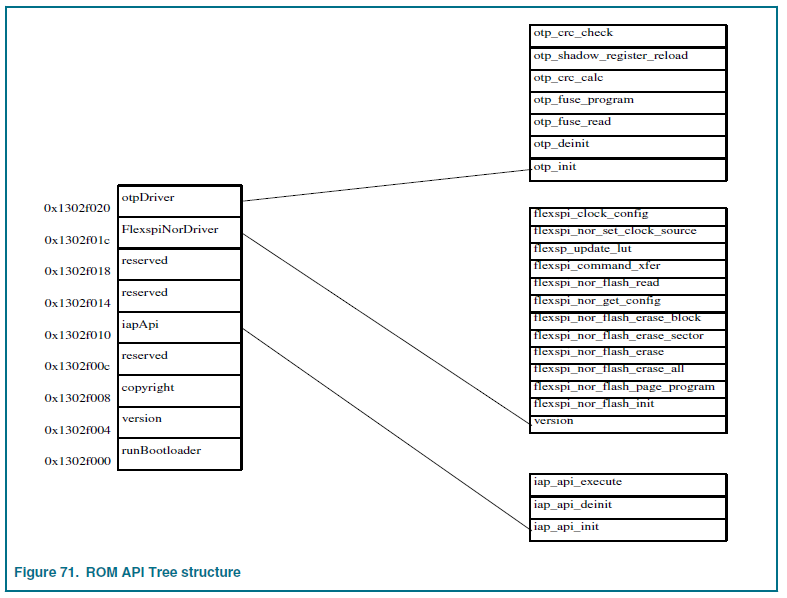 otp_crc_check
otp_shadow_register_reload
otp_crc_calc
otp_fuse_program
otp_fuse_read
otp_deinit
otp_init
0x1302f020 otpDriver
0x1302f01c FlexspiNorDriver
0x1302f018 reserved
0x1302f014 reserved
0x1302f010 iapApi
0x1302f00c reserved
0x1302f008 copyright
0x1302f004 version
0x1302f000 runBootloader
flexspi_clock_config
flexspi_nor_set_clock_source
flexsp_update_lut
flexspi_command_xfer
flexspi_nor_flash_read
flexspi_nor_get_config
flexspi_nor_flash_erase_block
flexspi_nor_flash_erase_sector
flexspi_nor_flash_erase
flexspi_nor_flash_erase_all
flexspi_nor_flash_page_program
flexspi_nor_flash_init
version
iap_api_execute
iap_api_deinit
iap_api_init
Figure 71. ROM API Tree structure